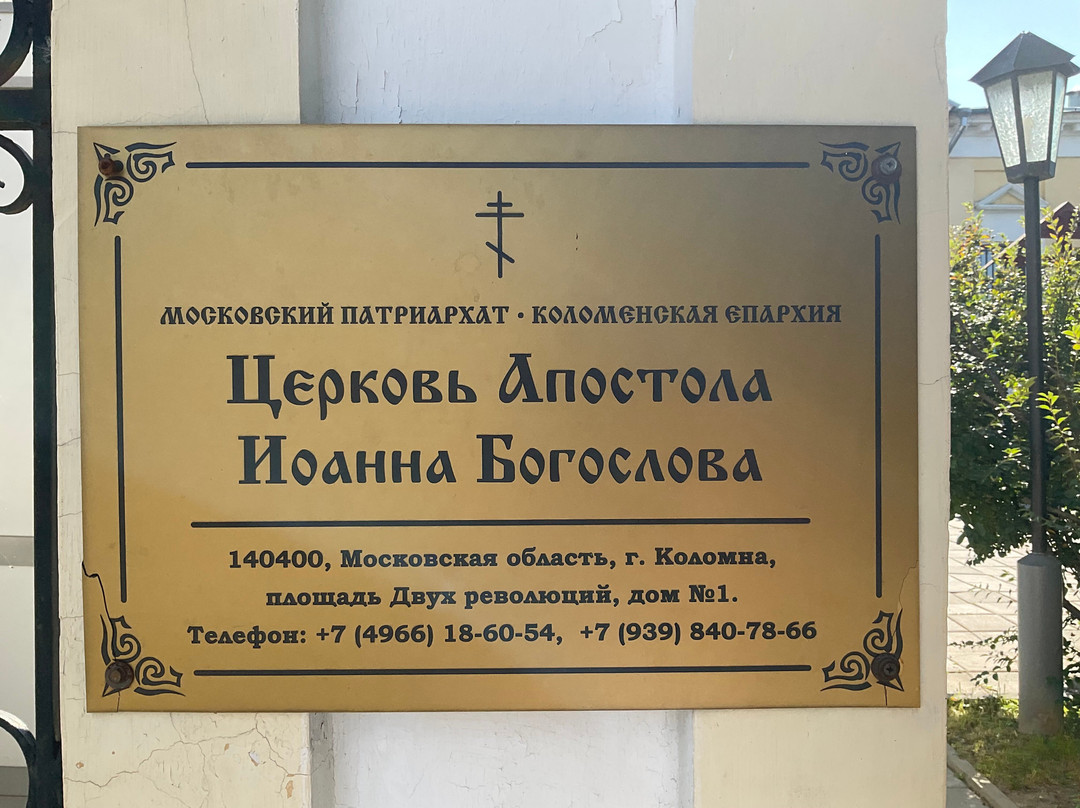 МОСКОВСКИЙ ПАТРИАРХАТ • КОЛОМЕНСКАЯ ЕПАРХИЯ
Церковь Апостола
Иоанна Богослова
140400, Московская область, г. Коломна,
площадь Двух революций, дом №1.
Телефон: +7 (4966) 18-60-54, +7 (939) 840-78-66